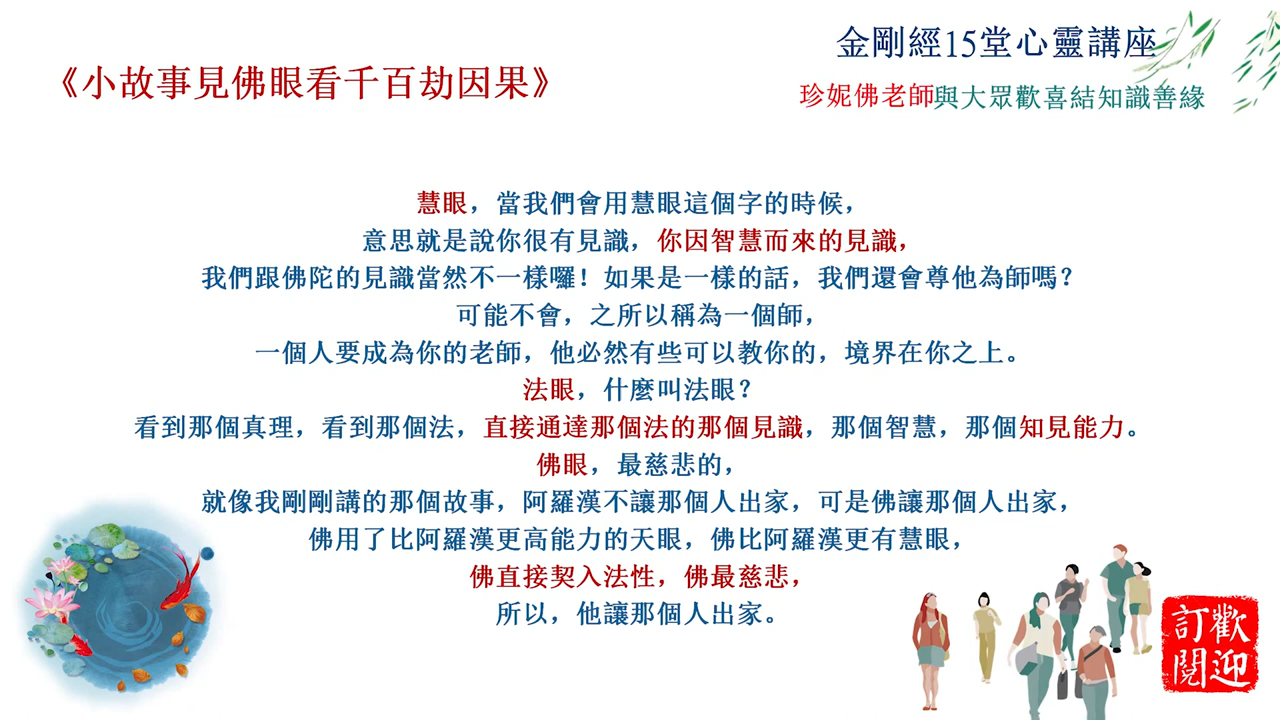 金剛經15堂心靈講座
《小故事見佛眼看千百劫因果》
珍妮佛老師與大眾歡喜結知識善緣
慧眼，當我們會用慧眼這個字的時候，
意思就是說你很有見識，你因智慧而來的見識，
我們跟佛陀的見識當然不一樣囉！如果是一樣的話，我們還會尊他為師嗎？
可能不會，之所以稱為一個師，
一個人要成為你的老師，他必然有些可以教你的，境界在你之上。
法眼，什麼叫法眼？
看到那個真理，看到那個法，直接通達那個法的那個見識，那個智慧，那個知見能力。
佛眼，最慈悲的，
就像我剛剛講的那個故事，阿羅漢不讓那個人出家，可是佛讓那個人出家，
佛用了比阿羅漢更高能力的天眼，佛比阿羅漢更有慧眼，
佛直接契入法性，佛最慈悲，
所以，他讓那個人出家。
歡迎
訂閱